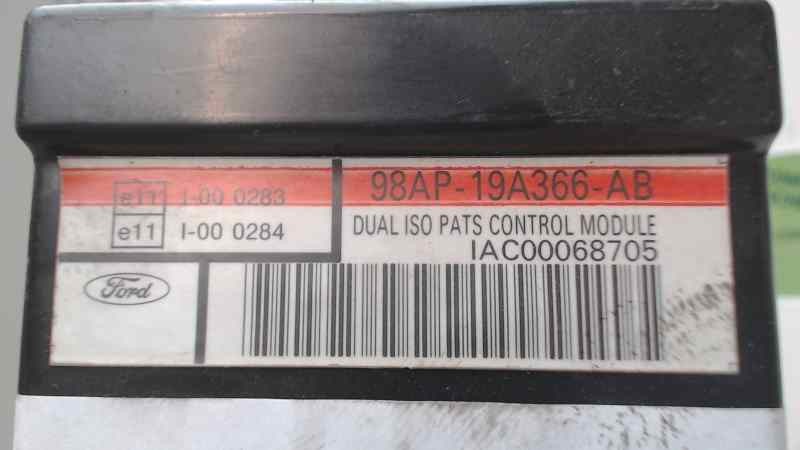 e11 I-00 0283
e11 I-00 0284
98AP-19A366-AB
DUAL ISO PATS CONTROL MODULE
IAC00068705
Ford